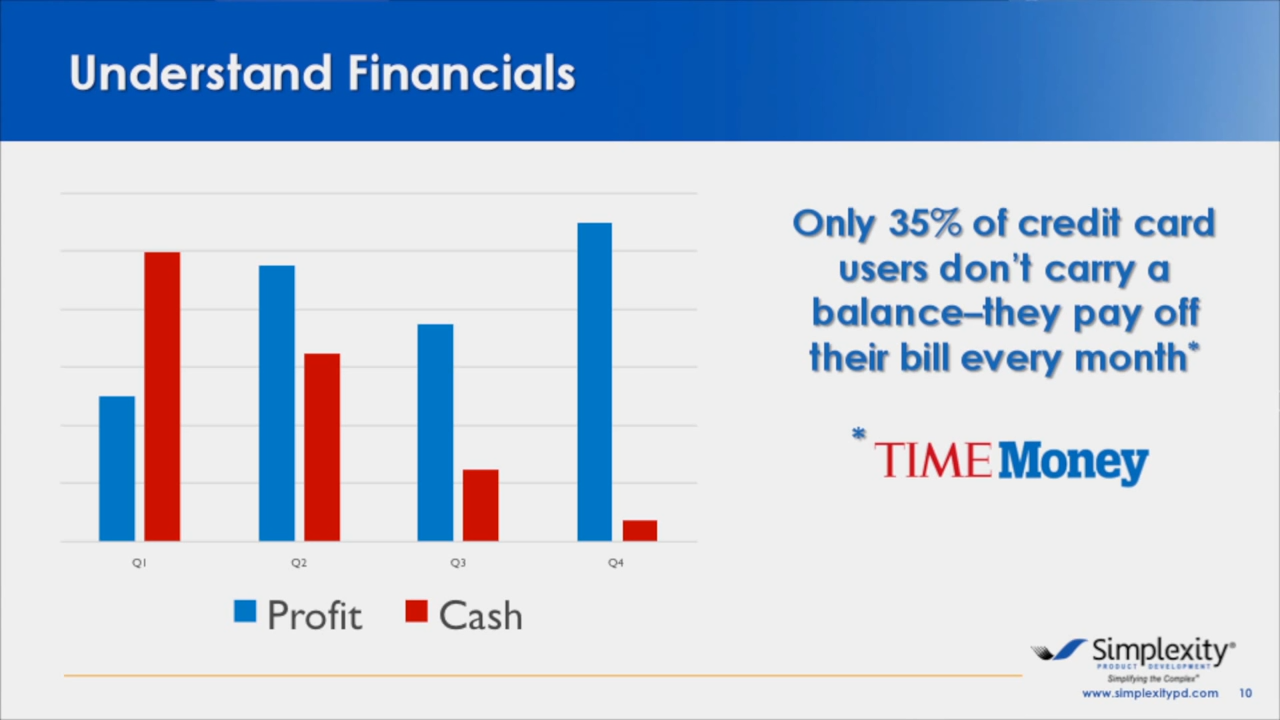 Understand Financials
Only 35% of credit card
users don't carry a
balance–they pay off
their bill every month*
* TIME Money
Q1 Q2 Q3 Q4
Profit Cash
Simplexity®
PRODUCT DEVELOPMENT
Simplifying the Complex℠
www.simplexitypd.com 10